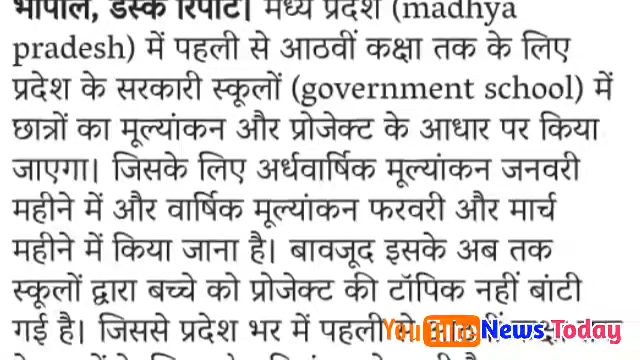 भोपाल, डेस्क रिपोर्ट। मध्य प्रदेश (madhya
pradesh) में पहली से आठवीं कक्षा तक के लिए
प्रदेश के सरकारी स्कूलों (government school) में
छात्रों का मूल्यांकन और प्रोजेक्ट के आधार पर किया
जाएगा। जिसके लिए अर्धवार्षिक मूल्यांकन जनवरी
महीने में और वार्षिक मूल्यांकन फरवरी और मार्च
महीने में किया जाना है। बावजूद इसके अब तक
स्कूलों द्वारा बच्चे को प्रोजेक्ट की टॉपिक नहीं बांटी
गई है। जिससे प्रदेश भर में पहली
YouTube News Today